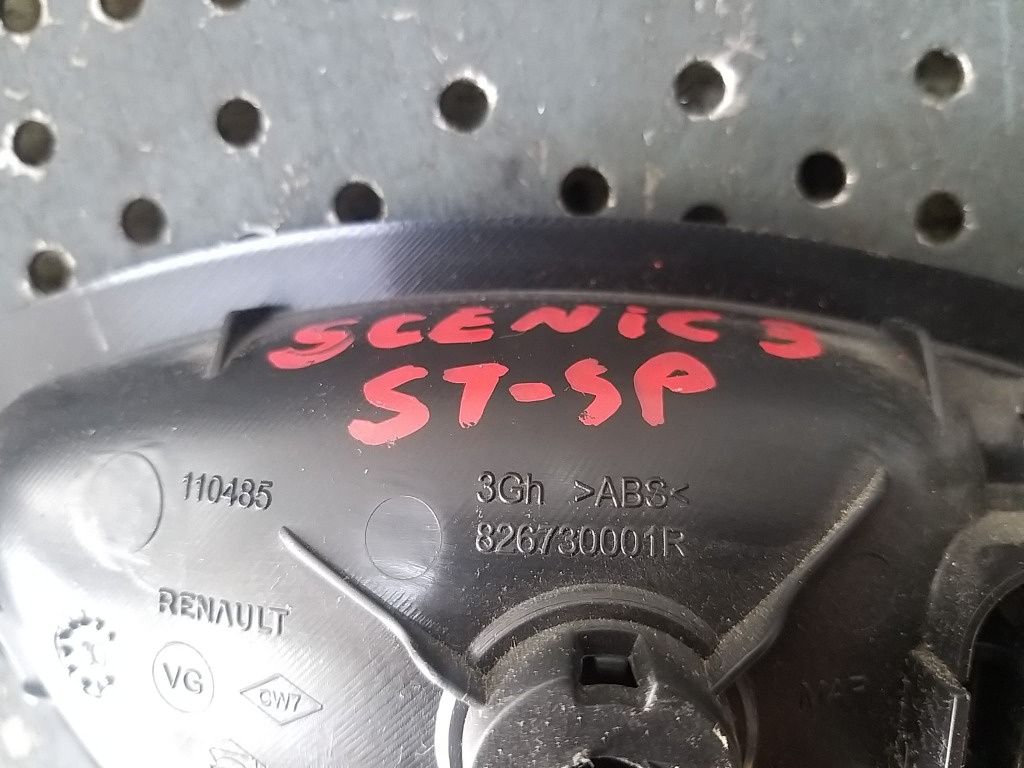 SCENiC 3
ST-SP
110485
3Gh >ABS<
826730001R
RENAULT
VG
CW7